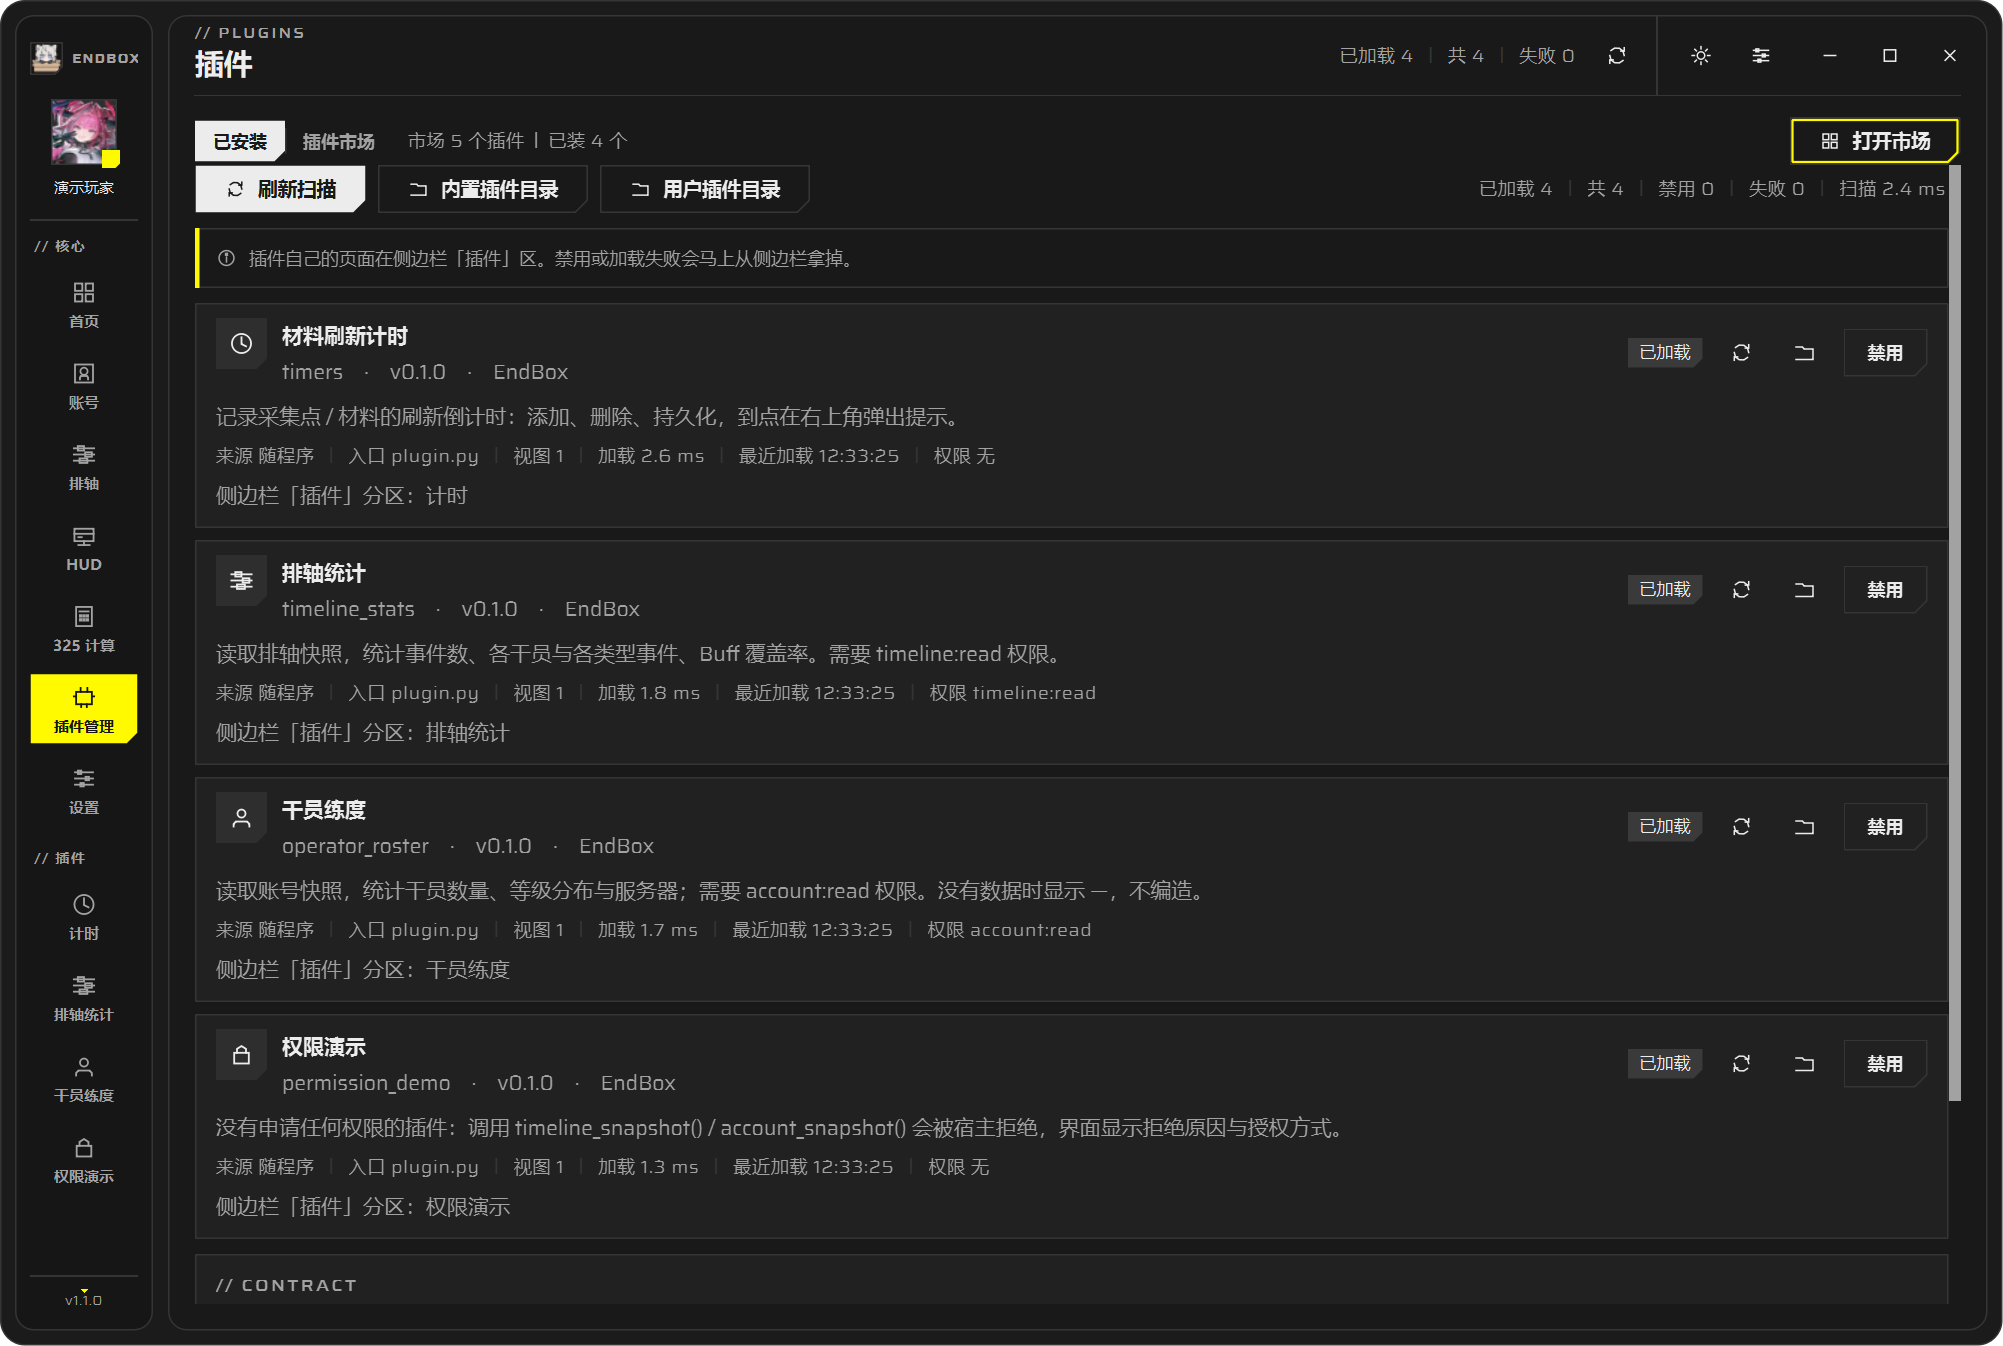 ENDBOX
演示玩家
// 核心
首页
账号
排轴
HUD
325 计算
插件管理
设置
// 插件
计时
排轴统计
干员练度
权限演示
v1.1.0
// PLUGINS
插件
已加载 4 | 共 4 | 失败 0
已安装 插件市场 市场 5 个插件 | 已装 4 个 打开市场
刷新扫描 内置插件目录 用户插件目录 已加载 4 | 共 4 | 禁用 0 | 失败 0 | 扫描 2.4 ms
插件自己的页面在侧边栏「插件」区。禁用或加载失败会马上从侧边栏拿掉。
材料刷新计时
timers · v0.1.0 · EndBox
已加载 禁用
记录采集点 / 材料的刷新倒计时：添加、删除、持久化，到点在右上角弹出提示。
来源 随程序 | 入口 plugin.py | 视图 1 | 加载 2.6 ms | 最近加载 12:33:25 | 权限 无
侧边栏「插件」分区：计时
排轴统计
timeline_stats · v0.1.0 · EndBox
已加载 禁用
读取排轴快照，统计事件数、各干员与各类型事件、Buff 覆盖率。需要 timeline:read 权限。
来源 随程序 | 入口 plugin.py | 视图 1 | 加载 1.8 ms | 最近加载 12:33:25 | 权限 timeline:read
侧边栏「插件」分区：排轴统计
干员练度
operator_roster · v0.1.0 · EndBox
已加载 禁用
读取账号快照，统计干员数量、等级分布与服务器；需要 account:read 权限。没有数据时显示 —，不编造。
来源 随程序 | 入口 plugin.py | 视图 1 | 加载 1.7 ms | 最近加载 12:33:25 | 权限 account:read
侧边栏「插件」分区：干员练度
权限演示
permission_demo · v0.1.0 · EndBox
已加载 禁用
没有申请任何权限的插件：调用 timeline_snapshot() / account_snapshot() 会被宿主拒绝，界面显示拒绝原因与授权方式。
来源 随程序 | 入口 plugin.py | 视图 1 | 加载 1.3 ms | 最近加载 12:33:25 | 权限 无
侧边栏「插件」分区：权限演示
// CONTRACT